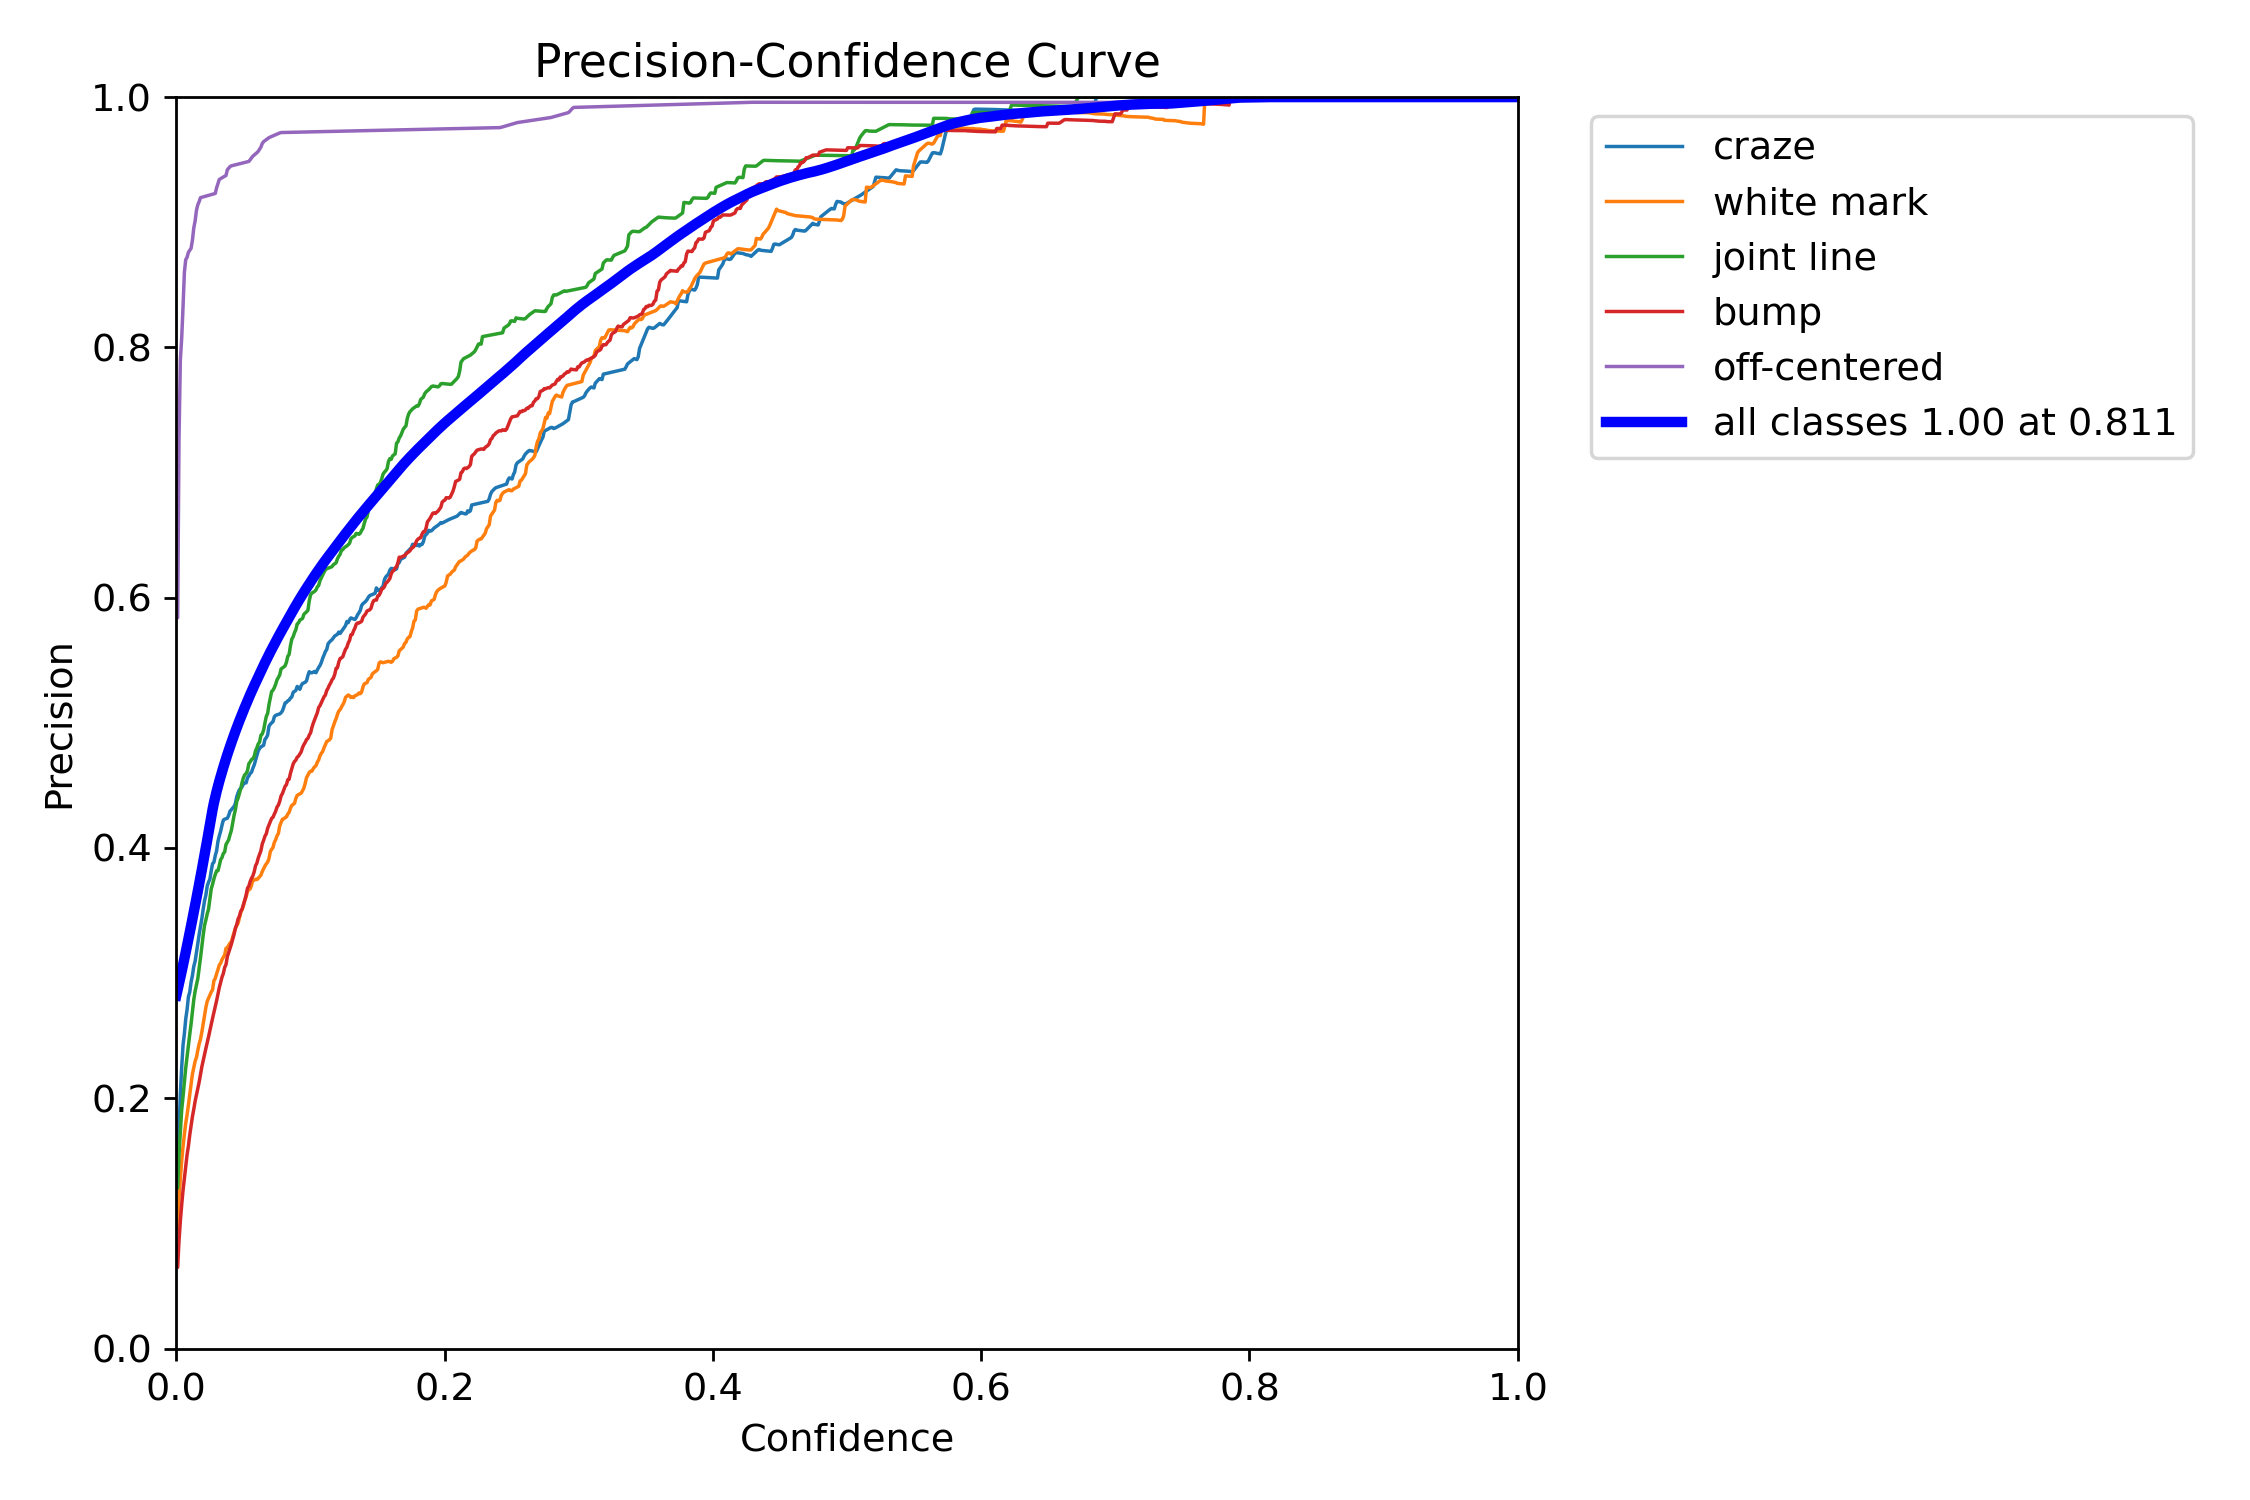 Precision-Confidence Curve
1.0
0.8
0.6
0.4
0.2
0.0
Precision
0.0 0.2 0.4 0.6 0.8 1.0
Confidence
craze
white mark
joint line
bump
off-centered
all classes 1.00 at 0.811